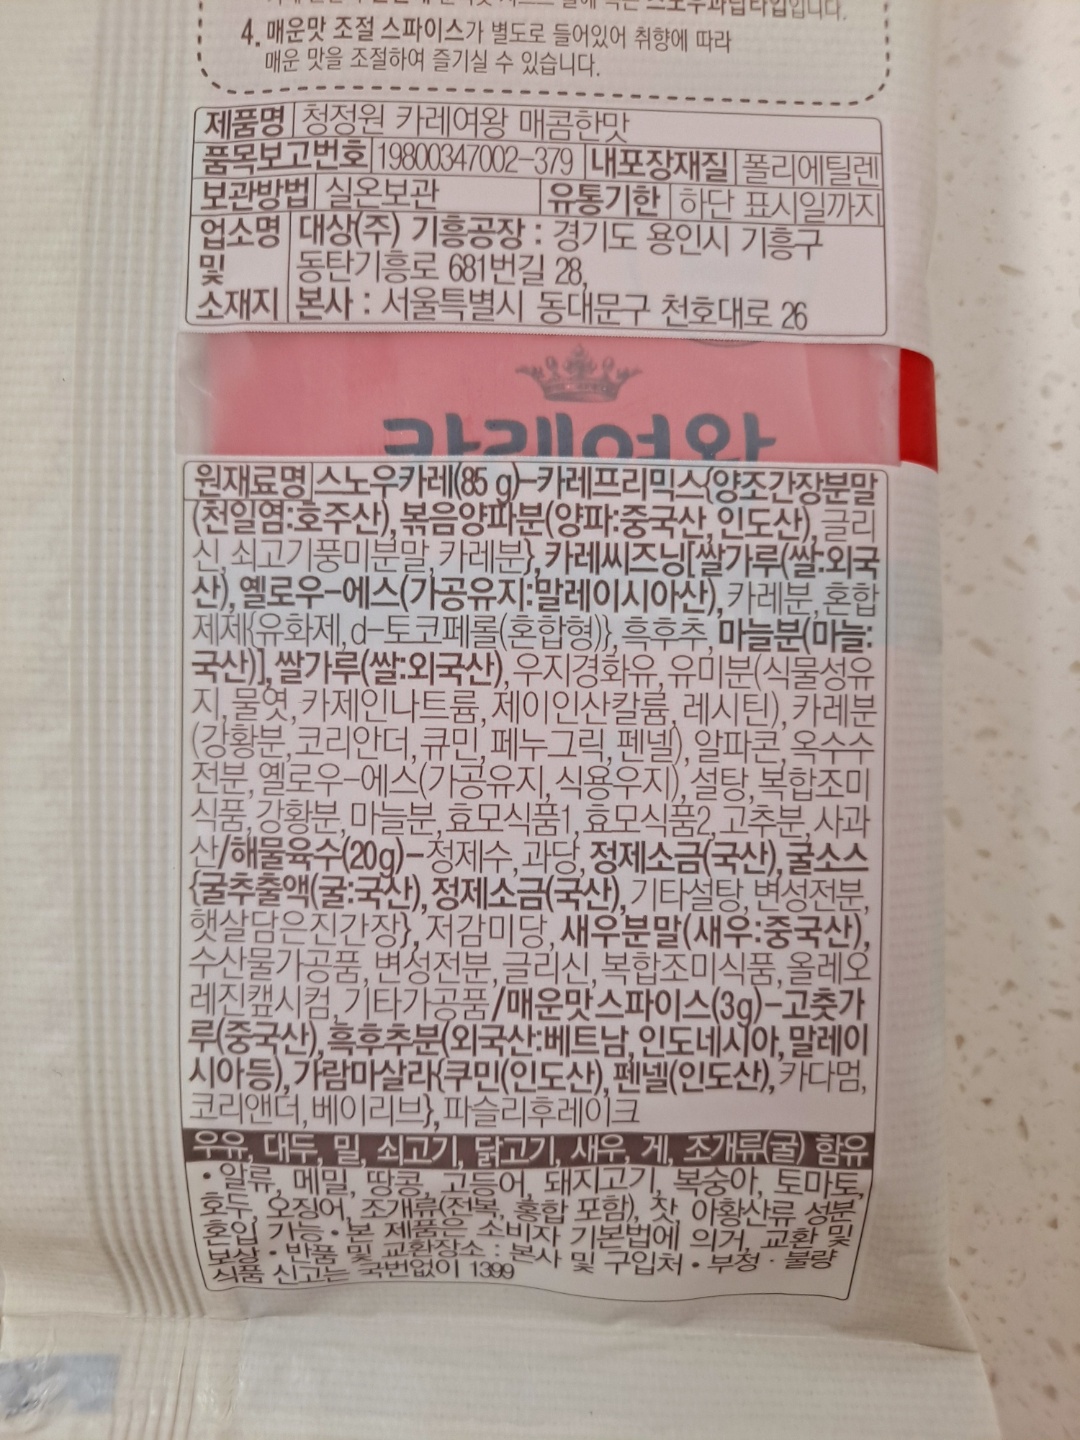 스노우과립타입입니다.
4. 매운맛 조절 스파이스가 별도로 들어있어 취향에 따라
매운 맛을 조절하여 즐기실 수 있습니다.
제품명 청정원 카레여왕 매콤한맛
품목보고번호 19800347002-379 내포장재질 폴리에틸렌
보관방법 실온보관 유통기한 하단 표시일까지
업소명 대상(주) 기흥공장 : 경기도 용인시 기흥구
및 동탄기흥로 681번길 28,
소재지 본사 : 서울특별시 동대문구 천호대로 26
카레여왕
원재료명 스노우카레(85 g)-카레프리믹스{양조간장분말
(천일염:호주산), 볶음양파분(양파:중국산, 인도산), 글리
신, 쇠고기풍미분말, 카레분}, 카레씨즈닝[쌀가루(쌀:외국
산), 옐로우-에스(가공유지:말레이시아산), 카레분, 혼합
제제{유화제, d-토코페롤(혼합형)}, 흑후추, 마늘분(마늘:
국산)], 쌀가루(쌀:외국산), 우지경화유, 유미분(식물성유
지, 물엿, 카제인나트륨, 제이인산칼륨, 레시틴), 카레분
(강황분, 코리안더, 큐민, 페누그릭, 펜넬), 알파콘, 옥수수
전분, 옐로우-에스(가공유지, 식용우지), 설탕, 복합조미
식품, 강황분, 마늘분, 효모식품1, 효모식품2, 고추분, 사과
산/해물육수(20g)-정제수, 과당, 정제소금(국산), 굴소스
{굴추출액(굴:국산), 정제소금(국산), 기타설탕, 변성전분,
햇살담은진간장}, 저감미당, 새우분말(새우:중국산),
수산물가공품, 변성전분, 글리신, 복합조미식품, 올레오
레진캪시컴, 기타가공품/매운맛스파이스(3g)-고춧가
루(중국산), 흑후추분(외국산:베트남, 인도네시아, 말레이
시아등), 가람마살라{쿠민(인도산), 펜넬(인도산), 카다멈,
코리앤더, 베이리브}, 파슬리후레이크
우유, 대두, 밀, 쇠고기, 닭고기, 새우, 게, 조개류(굴) 함유
• 알류, 메밀, 땅콩, 고등어, 돼지고기, 복숭아, 토마토,
호두, 오징어, 조개류(전복, 홍합 포함), 잣, 아황산류 성분
혼입 가능 • 본 제품은 소비자 기본법에 의거, 교환 및
보상 • 반품 및 교환장소 : 본사 및 구입처 • 부정 · 불량
식품 신고는 국번없이 1399